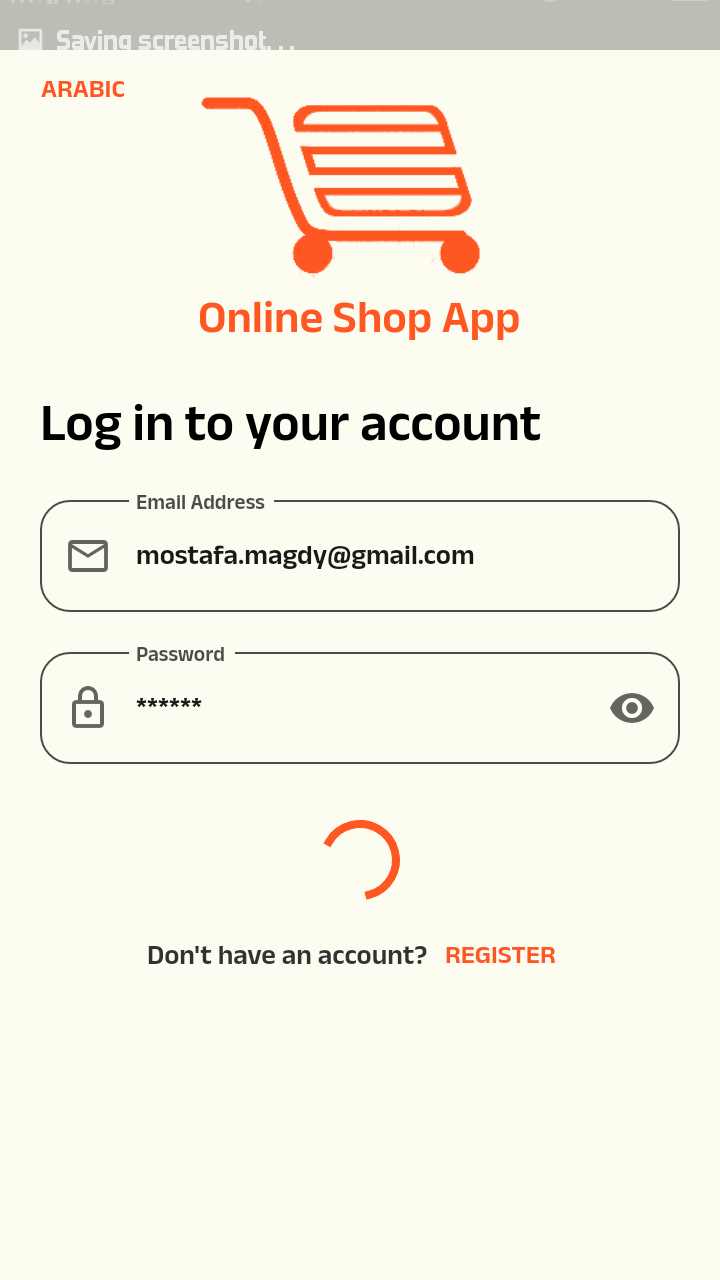 Saving screenshot...
ARABIC
Online Shop App
Log in to your account
Email Address
mostafa.magdy@gmail.com
Password
******
Don't have an account? REGISTER